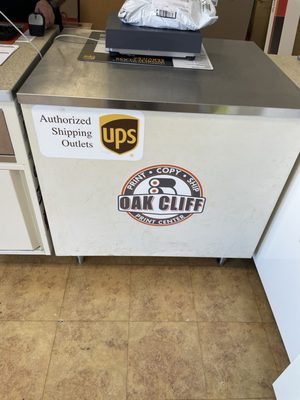 Authorized
Shipping
Outlets
ups
PRINT • COPY • SHIP
OAK CLIFF
PRINT CENTER